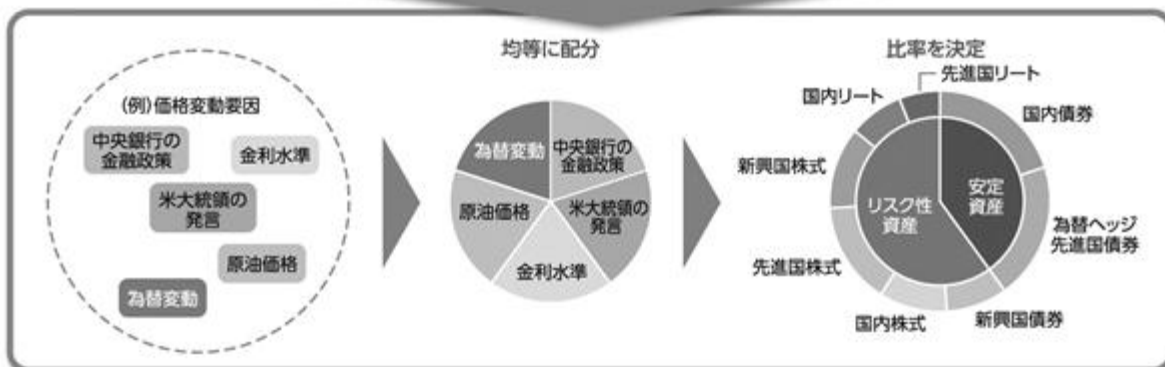 (例)価格変動要因
中央銀行の
金融政策
金利水準
米大統領の
発言
原油価格
為替変動
均等に配分
為替変動
中央銀行の
金融政策
原油価格
米大統領の
発言
金利水準
比率を決定
先進国リート
国内リート
国内債券
新興国株式
安定
資産
リスク性
資産
為替ヘッジ
先進国債券
先進国株式
国内株式
新興国債券